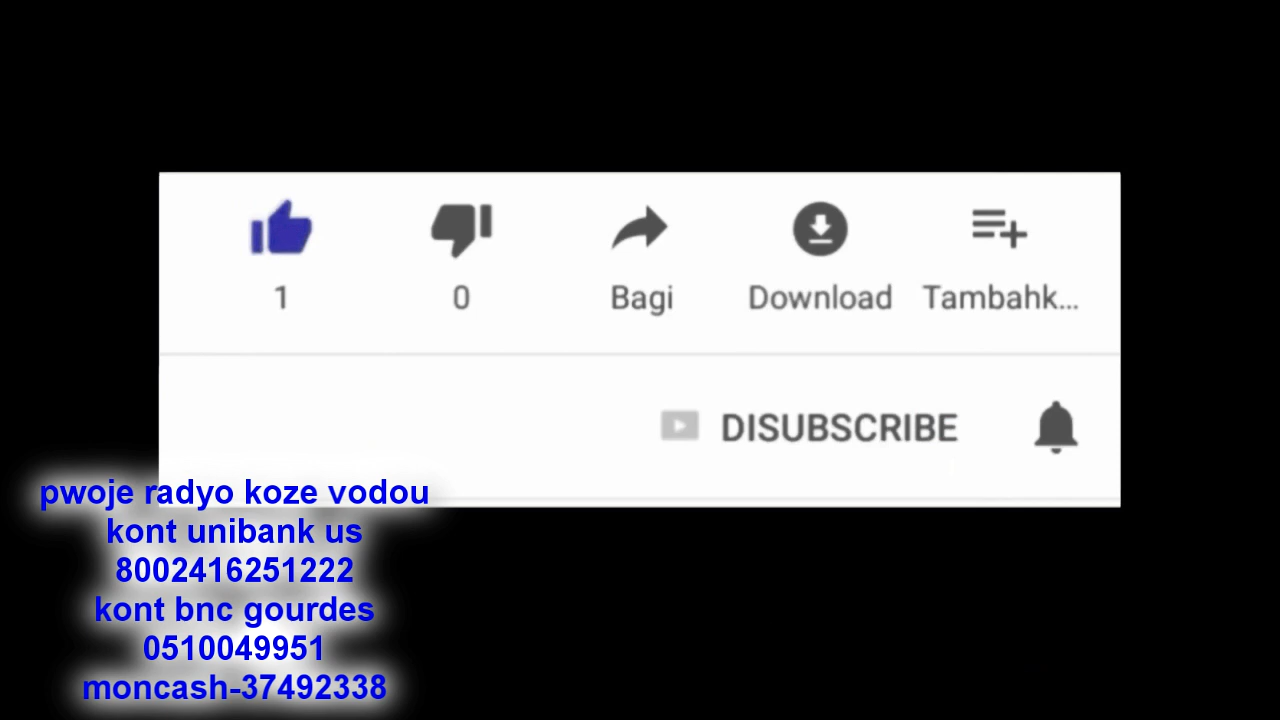 1 0 Bagi Download Tambahk...
DISUBSCRIBE
pwoje radyo koze vodou
kont unibank us
8002416251222
kont bnc gourdes
0510049951
moncash-37492338